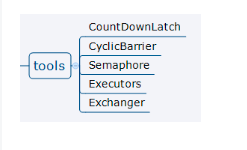 CountDownLatch
CyclicBarrier
tools
Semaphore
Executors
Exchanger